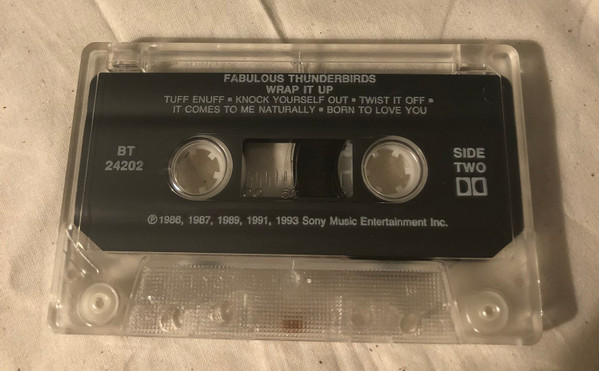 FABULOUS THUNDERBIRDS
WRAP IT UP
TUFF ENUFF ▪ KNOCK YOURSELF OUT ▪ TWIST IT OFF ▪
IT COMES TO ME NATURALLY ▪ BORN TO LOVE YOU
BT
24202
SIDE
TWO
℗1986, 1987, 1989, 1991, 1993 Sony Music Entertainment Inc.